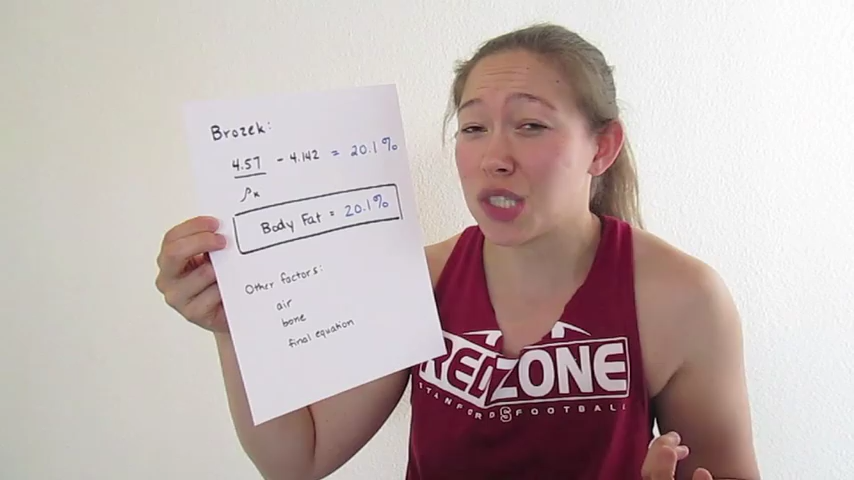 Brozek:
4.57 - 4.142 = 20.1%
ρx
Body Fat = 20.1%
Other factors:
air
bone
final equation
REDZONE
STANFORD S FOOTBALL